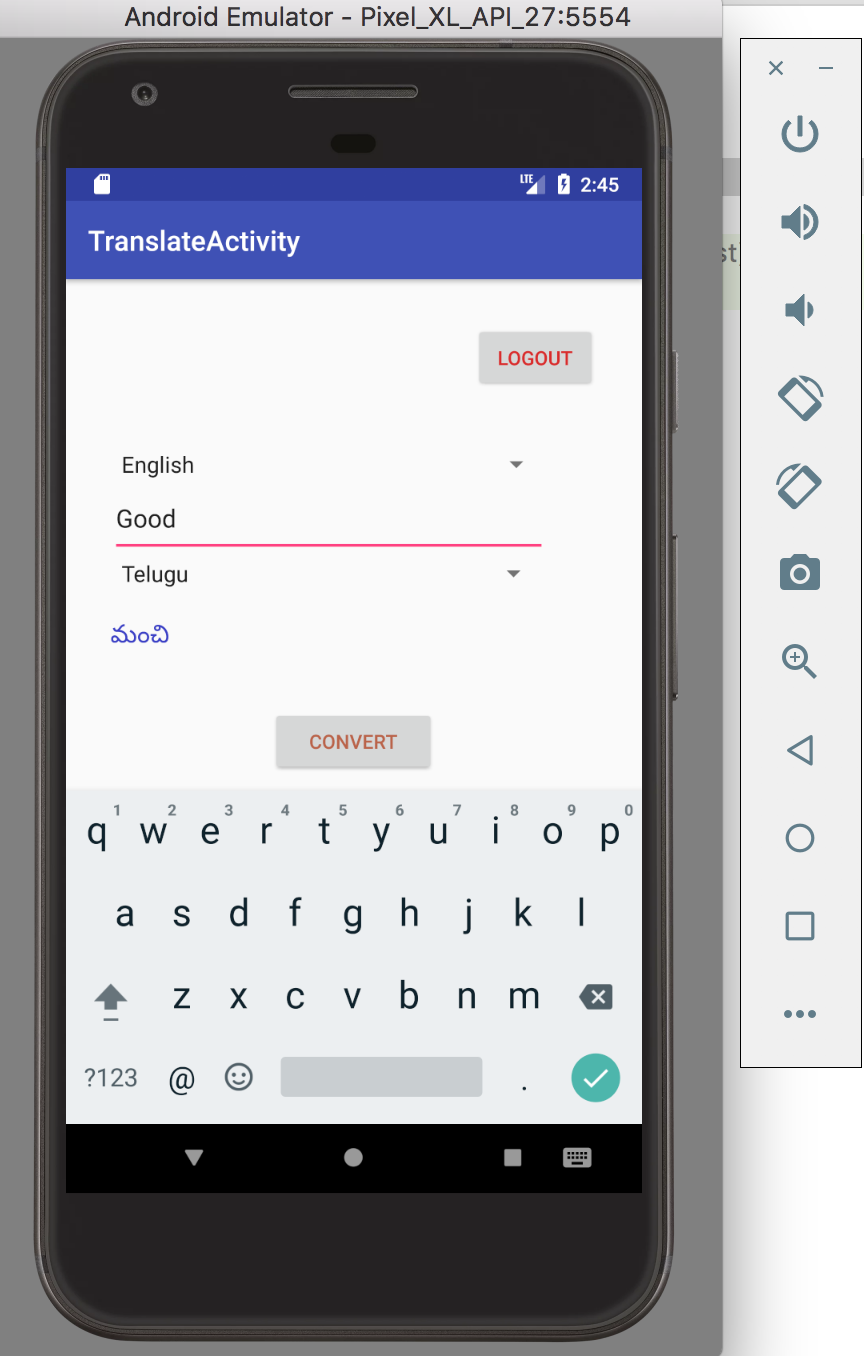 Android Emulator - Pixel_XL_API_27:5554
LTE 2:45
TranslateActivity
st
LOGOUT
English
Good
Telugu
మంచి
CONVERT
1 2 3 4 5 6 7 8 9 0
q w e r t y u i o p
a s d f g h j k l
z x c v b n m
?123 @ .